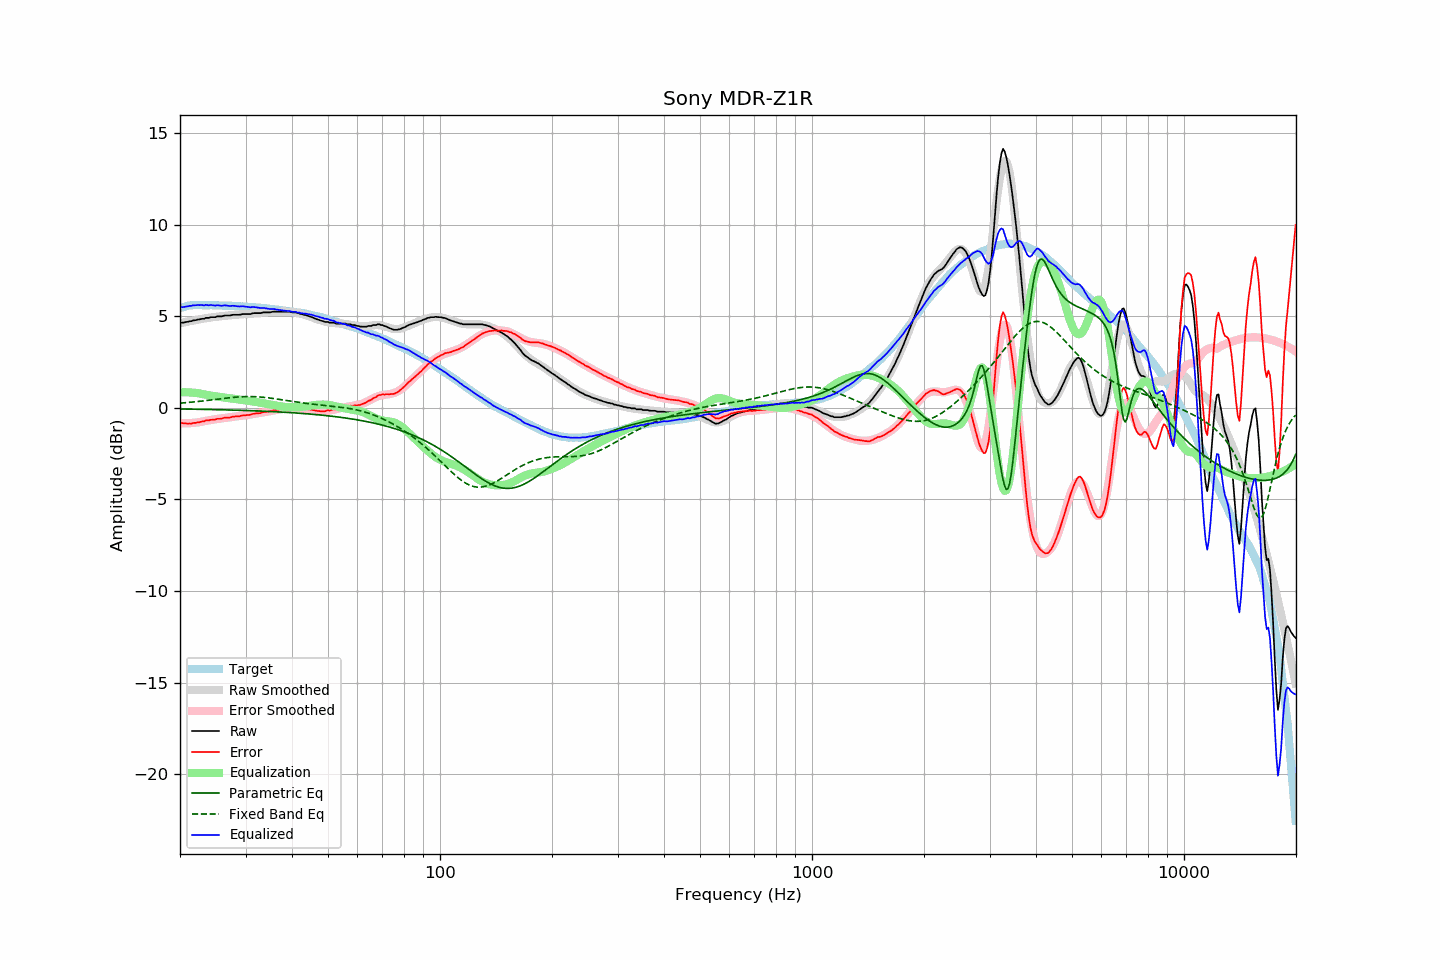 Sony MDR-Z1R
15
10
5
0
−5
−10
−15
−20
Amplitude (dBr)
Target
Raw Smoothed
Error Smoothed
Raw
Error
Equalization
Parametric Eq
Fixed Band Eq
Equalized
100
1000
10000
Frequency (Hz)